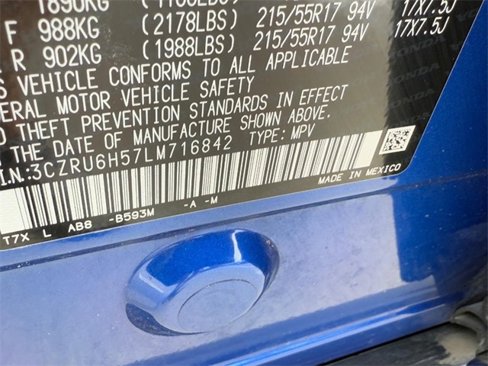 1890KG (4166LBS)
F 988KG (2178LBS) 215/55R17 94V 17X7.5J
R 902KG (1988LBS) 215/55R17 94V 17X7.5J
VEHICLE CONFORMS TO ALL APPLICABLE
MOTOR VEHICLE SAFETY
THEFT PREVENTION STANDARDS IN EFFECT
DATE OF MANUFACTURE SHOWN ABOVE.
3CZRU6H57LM716842 TYPE: MPV
MADE IN MEXICO
T7X L AB8 -B593M -A -M